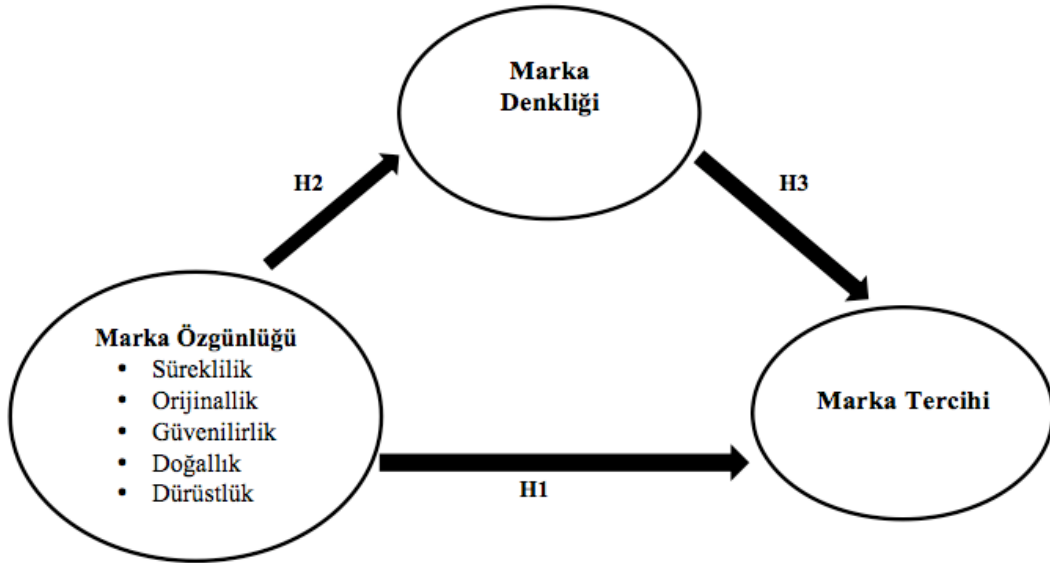 Marka
Denkliği
H2
H3
Marka Özgünlüğü
• Süreklilik
• Orijinallik
• Güvenilirlik
• Doğallık
• Dürüstlük
Marka Tercihi
H1